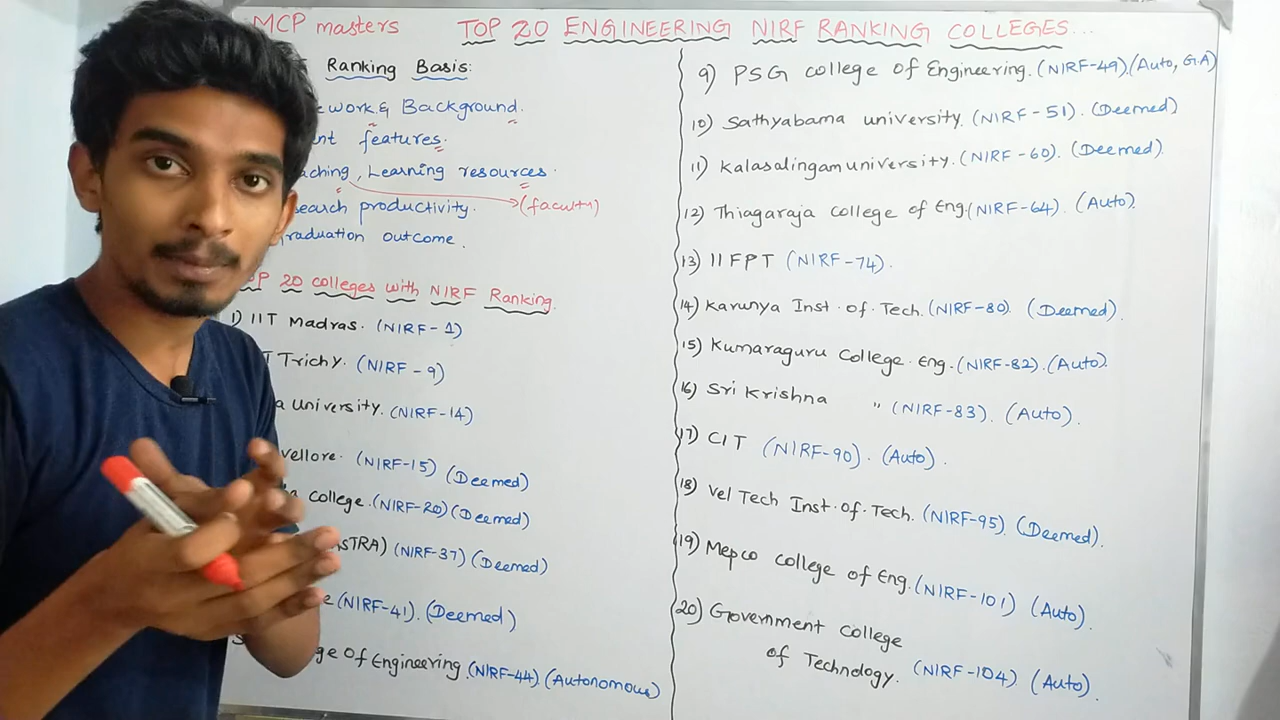 MCP masters TOP 20 ENGINEERING NIRF RANKING COLLEGES...
Ranking Basis:
work & Background.
features.
Learning resources.
(faculty)
productivity.
outcome.
20 colleges with NIRF Ranking.
1) IIT Madras. (NIRF-1)
Trichy. (NIRF-9)
University. (NIRF-14)
vellore. (NIRF-15) (Deemed)
college. (NIRF-20) (Deemed)
(NIRF-37) (Deemed)
(NIRF-41). (Deemed)
Of Engineering. (NIRF-44) (Autonomous)
9) PSG college of Engineering. (NIRF-49) (Auto, G.A)
10) Sathyabama university. (NIRF-51). (Deemed)
11) Kalasalingam university. (NIRF-60). (Deemed)
12) Thiagaraja college of Eng. (NIRF-64). (Auto).
13) IIFPT (NIRF-74).
14) Karunya Inst. of. Tech. (NIRF-80) (Deemed).
15) Kumaraguru College. Eng. (NIRF-82). (Auto).
16) Sri Krishna " (NIRF-83). (Auto).
17) CIT (NIRF-90). (Auto).
18) Vel Tech Inst. of. Tech. (NIRF-95) (Deemed).
19) Mepco college of Eng. (NIRF-101) (Auto).
20) Government college
of Technology. (NIRF-104) (Auto).